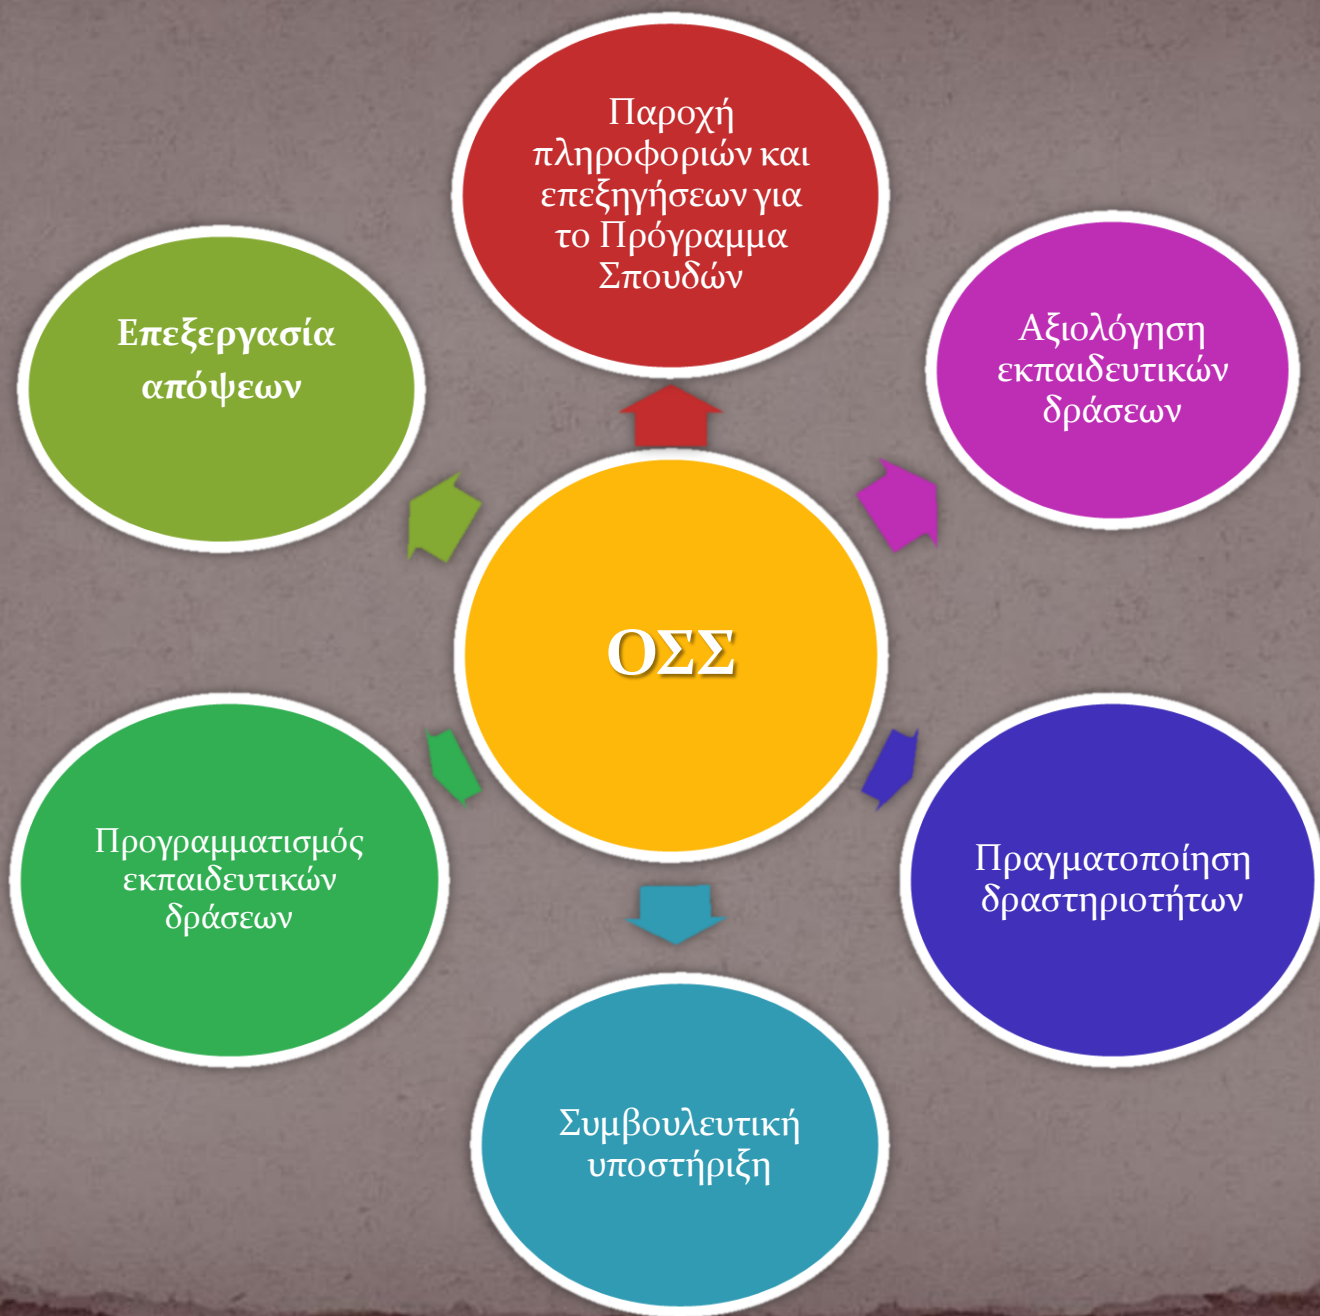 Παροχή
πληροφοριών και
επεξηγήσεων για
το Πρόγραμμα
Σπουδών
Αξιολόγηση
εκπαιδευτικών
δράσεων
Πραγματοποίηση
δραστηριοτήτων
Συμβουλευτική
υποστήριξη
Προγραμματισμός
εκπαιδευτικών
δράσεων
Επεξεργασία
απόψεων
ΟΣΣ